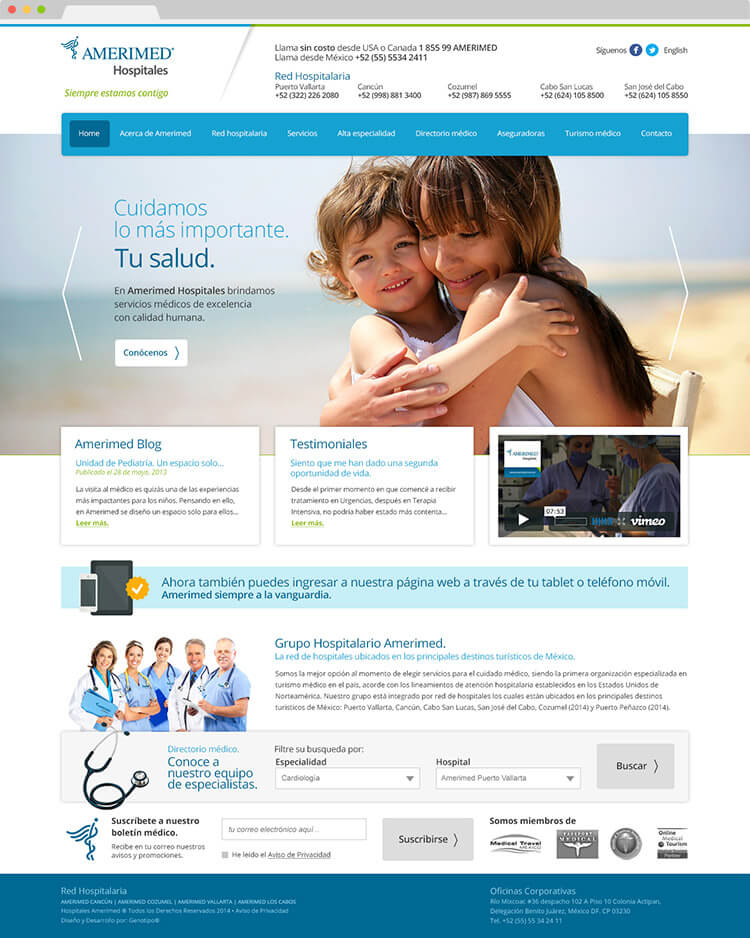 AMERIMED®
Hospitales
Siempre estamos contigo
Llama sin costo desde USA o Canada 1 855 99 AMERIMED
Llama desde México +52 (55) 5534 2411
Síguenos
English
Red Hospitalaria
Puerto Vallarta
+52 (322) 226 2080
Cancún
+52 (998) 881 3400
Cozumel
+52 (987) 869 5555
Cabo San Lucas
+52 (624) 105 8500
San José del Cabo
+52 (624) 105 8550
Home
Acerca de Amerimed
Red hospitalaria
Servicios
Alta especialidad
Directorio médico
Aseguradoras
Turismo médico
Contacto
Cuidamos
lo más importante.
Tu salud.
En Amerimed Hospitales brindamos
servicios médicos de excelencia
con calidad humana.
Conócenos
Amerimed Blog
Unidad de Pediatría. Un espacio solo...
Publicado el 28 de mayo, 2013
La visita al médico es quizás una de las experiencias
más impactantes para los niños. Pensando en ello,
en Amerimed se diseño un espacio sólo para ellos...
Leer más.
Testimoniales
Siento que me han dado una segunda
oportunidad de vida.
Desde el primer momento en que comencé a recibir
tratamiento en Urgencias, después en Terapia
Intensiva, no podría haber estado más contenta...
Leer más.
AMERIMED
Hospitales
07:53
vimeo
Ahora también puedes ingresar a nuestra página web a través de tu tablet o teléfono móvil.
Amerimed siempre a la vanguardia.
Grupo Hospitalario Amerimed.
La red de hospitales ubicados en los principales destinos turísticos de México.
Somos la mejor opción al momento de elegir servicios para el cuidado médico, siendo la primera organización especializada en
turismo médico en el país, acorde con los lineamientos de atención hospitalaria establecidos en los Estados Unidos de
Norteamérica. Nuestro grupo está integrado por red de hospitales los cuales están ubicados en los principales destinos
turísticos de México: Puerto Vallarta, Cancún, Cabo San Lucas, San José del Cabo, Cozumel (2014) y Puerto Peñazco (2014).
Directorio médico.
Conoce a
nuestro equipo
de especialistas.
Filtre su busqueda por:
Especialidad
Cardiología
Hospital
Amerimed Puerto Vallarta
Buscar
Suscríbete a nuestro
boletín médico.
Recibe en tu correo nuestros
avisos y promociones.
tu correo electrónico aquí ..
He leido el Aviso de Privacidad
Suscribirse
Somos miembros de
Medical Travel
MEXICO
PASSPORT
MEDICAL
Online
Medical
Tourism
Partner
Red Hospitalaria
AMERIMED CANCÚN | AMERIMED COZUMEL | AMERIMED VALLARTA | AMERIMED LOS CABOS
Hospitales Amerimed ® Todos los Derechos Reservados 2014 • Aviso de Privacidad
Diseño y Desarrollo por: Genotipo®
Oficinas Corporativas
Río Mixcoac #36 despacho 102 A Piso 10 Colonia Actipan,
Delegación Benito Juárez, México DF. CP 03230
Tel. +52 (55) 55 34 24 11